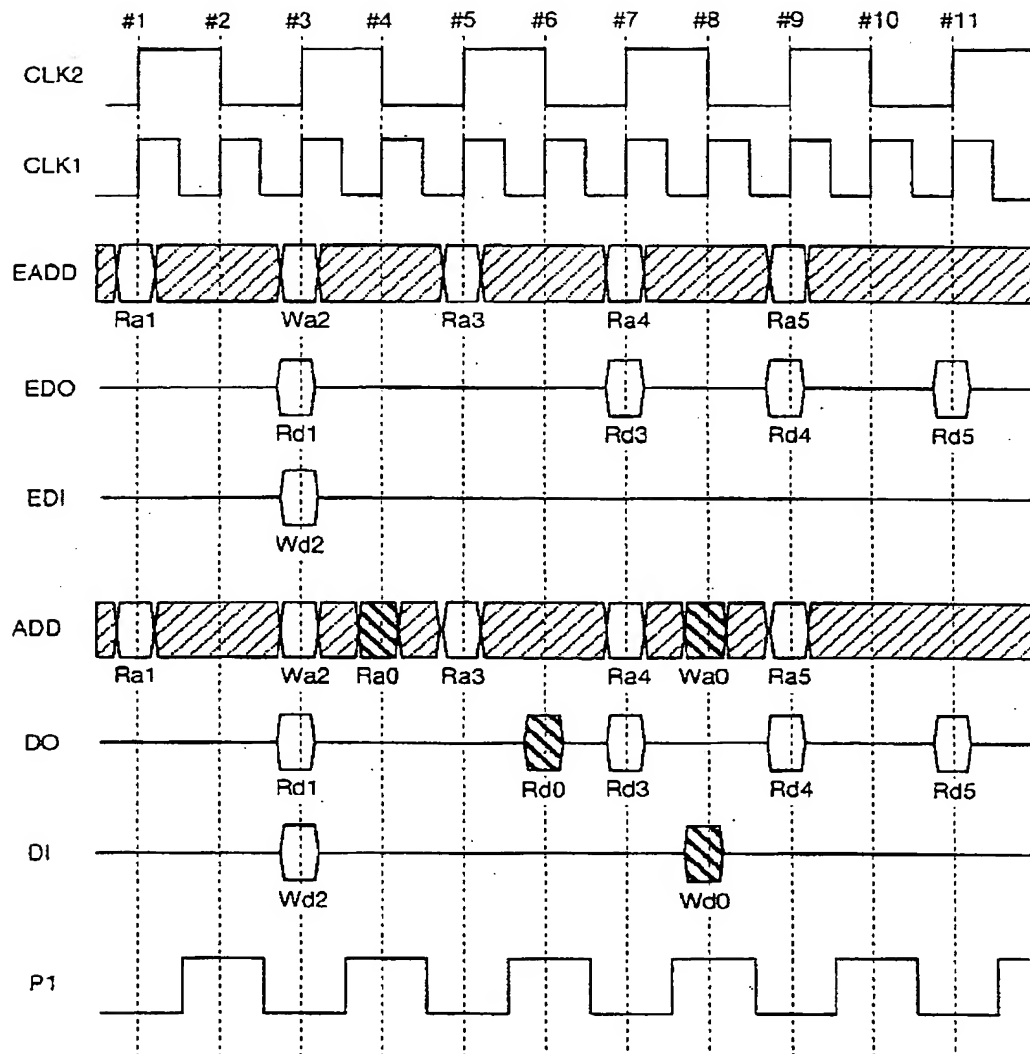 #1 #2 #3 #4 #5 #6 #7 #8 #9 #10 #11
CLK2
CLK1
EADD
Ra1 Wa2 Ra3 Ra4 Ra5
EDO
Rd1 Rd3 Rd4 Rd5
EDI
Wd2
ADD
Ra1 Wa2 Ra0 Ra3 Ra4 Wa0 Ra5
DO
Rd1 Rd0 Rd3 Rd4 Rd5
DI
Wd2 Wd0
P1